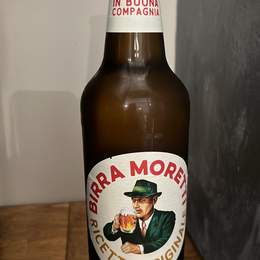 IN BUONA
COMPAGNIA
BIRRA MORETTI
RICETTA ORIGINALE